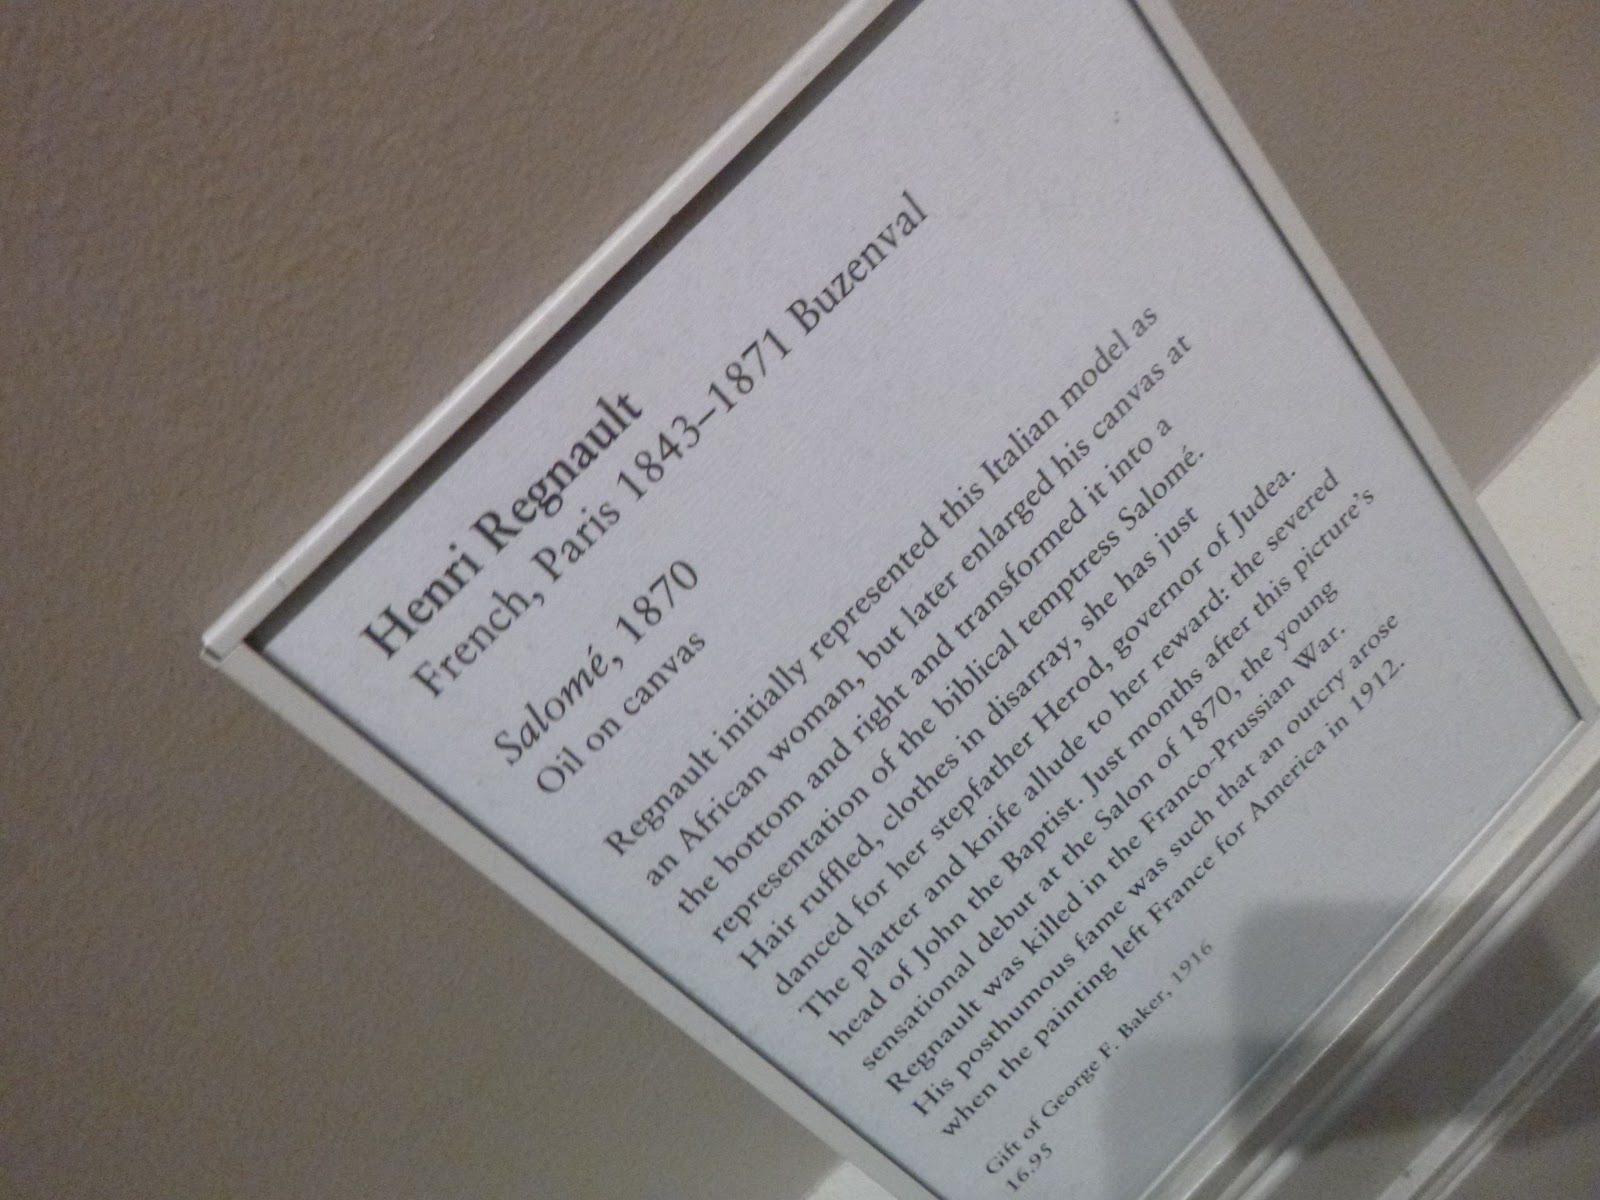 Henri Regnault
French, Paris 1843–1871 Buzenval
Salomé, 1870
Oil on canvas
Regnault initially represented this Italian model as
an African woman, but later enlarged his canvas at
the bottom and right and transformed it into a
representation of the biblical temptress Salomé.
Hair ruffled, clothes in disarray, she has just
danced for her stepfather Herod, governor of Judea.
The platter and knife allude to her reward: the severed
head of John the Baptist. Just months after this picture's
sensational debut at the Salon of 1870, the young
Regnault was killed in the Franco-Prussian War.
His posthumous fame was such that an outcry arose
when the painting left France for America in 1912.
Gift of George F. Baker, 1916
16.95